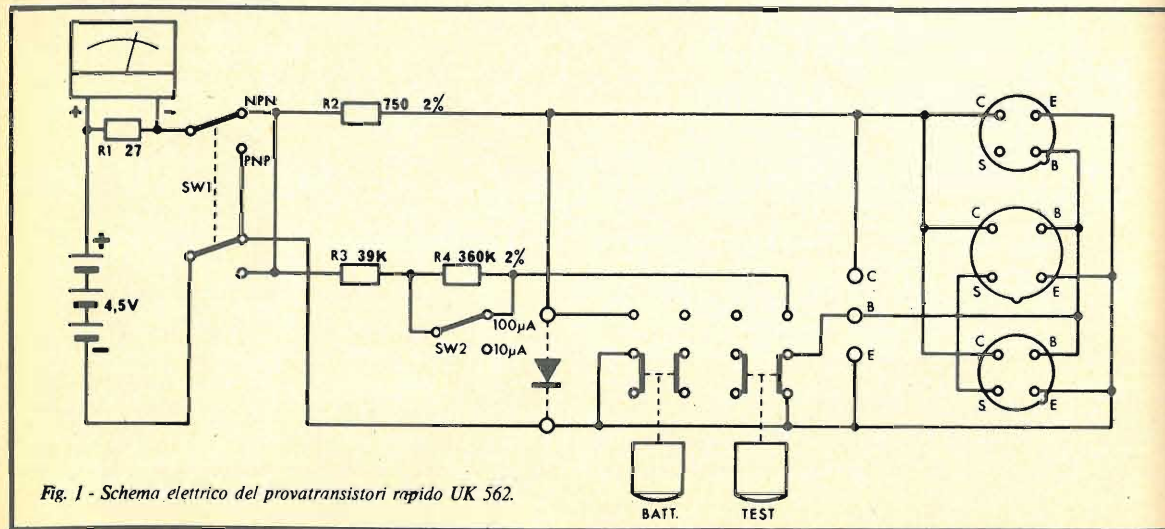 + -
R1 27
NPN
PNP
SW1
R2 750 2%
+
4,5V
-
R3 39K
R4 360K 2%
100µA
SW2
10µA
C
B
E
C E
S B
C B
S E
C B
S E
BATT.
TEST
Fig. 1 - Schema elettrico del provatransistori rapido UK 562.